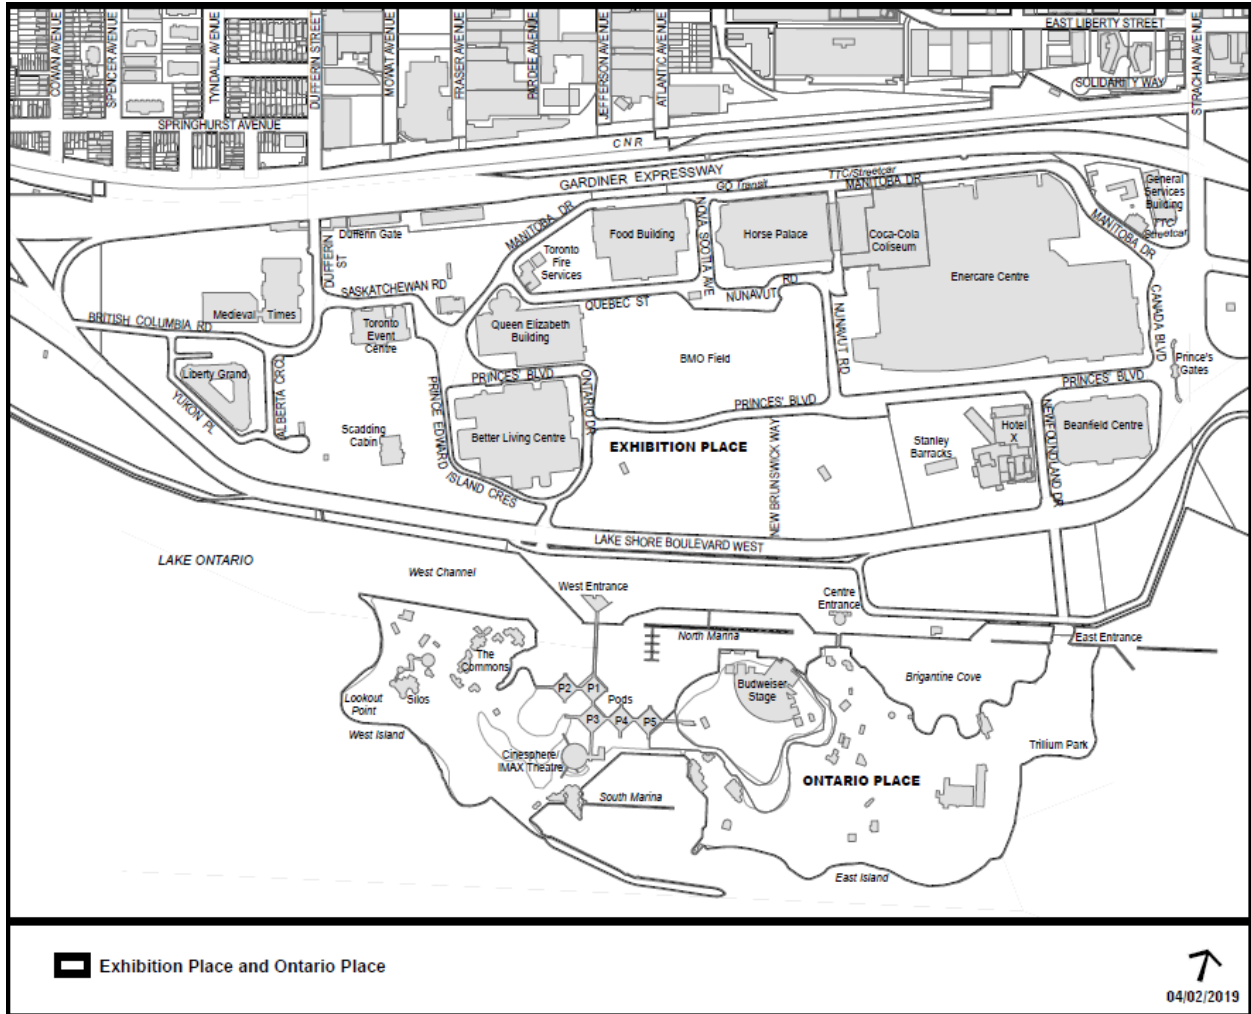 EAST LIBERTY STREET
COWAN AVENUE
SPENCER AVENUE
TYNDALL AVENUE
DUFFERIN STREET
MOWAT AVENUE
FRASER AVENUE
PARDEE AVENUE
JEFFERSON AVENUE
ATLANTIC AVENUE
STRACHAN AVENUE
SOLIDARITY WAY
SPRINGHURST AVENUE
CNR
GARDINER EXPRESSWAY
GO Transit
TTC/Streetcar
MANITOBA DR
General
Services
Building
TTC/
Streetcar
MANITOBA DR
Dufferin Gate
DUFFERIN
ST
MANITOBA DR
Toronto
Fire
Services
Food Building
NOVA SCOTIA AVE
Horse Palace
Coca-Cola
Coliseum
Enercare Centre
SASKATCHEWAN RD
QUEBEC ST
NUNAVUT
RD
NUNAVUT RD
CANADA BLVD
Medieval Times
BRITISH COLUMBIA RD
Toronto
Event
Centre
Queen Elizabeth
Building
BMO Field
Prince's
Gates
Liberty Grand
YUKON PL
ALBERTA CRCL
PRINCE EDWARD
ISLAND CRES
PRINCES' BLVD
ONTARIO DR
PRINCES' BLVD
PRINCES' BLVD
Scadding
Cabin
Better Living Centre
EXHIBITION PLACE
NEW BRUNSWICK WAY
Stanley
Barracks
Hotel
X
NEWFOUNDLAND DR
Beanfield Centre
LAKE SHORE BOULEVARD WEST
LAKE ONTARIO
West Channel
West Entrance
Centre
Entrance
North Marina
East Entrance
The
Commons
Lookout
Point
Silos
West Island
P2
P1
Pods
P3
P4
P5
Budweiser
Stage
Brigantine Cove
Trillium Park
Cinesphere/
IMAX Theatre
South Marina
ONTARIO PLACE
East Island
Exhibition Place and Ontario Place
04/02/2019